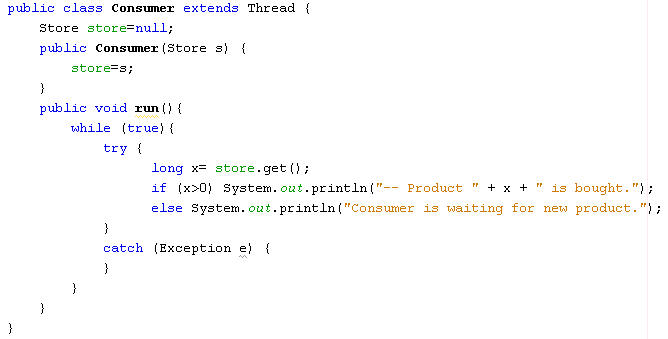 public class Consumer extends Thread {
    Store store=null;
    public Consumer(Store s) {
        store=s;
    }
    public void run(){
        while (true){
            try {
                  long x= store.get();
                  if (x>0) System.out.println("-- Product " + x + " is bought.");
                  else System.out.println("Consumer is waiting for new product.");
            }
            catch (Exception e) {
            }
        }
    }
}